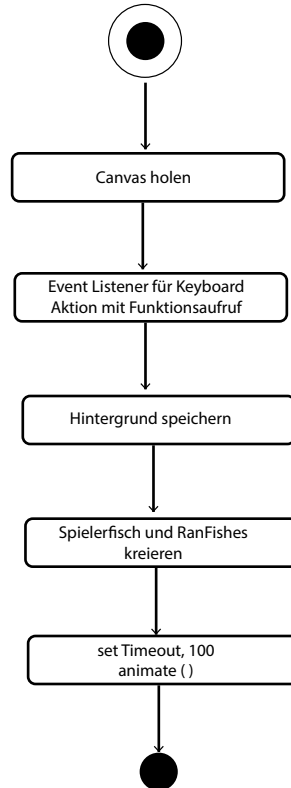 Canvas holen
Event Listener für Keyboard
Aktion mit Funktionsaufruf
Hintergrund speichern
Spielerfisch und RanFishes
kreieren
set Timeout, 100
animate ( )